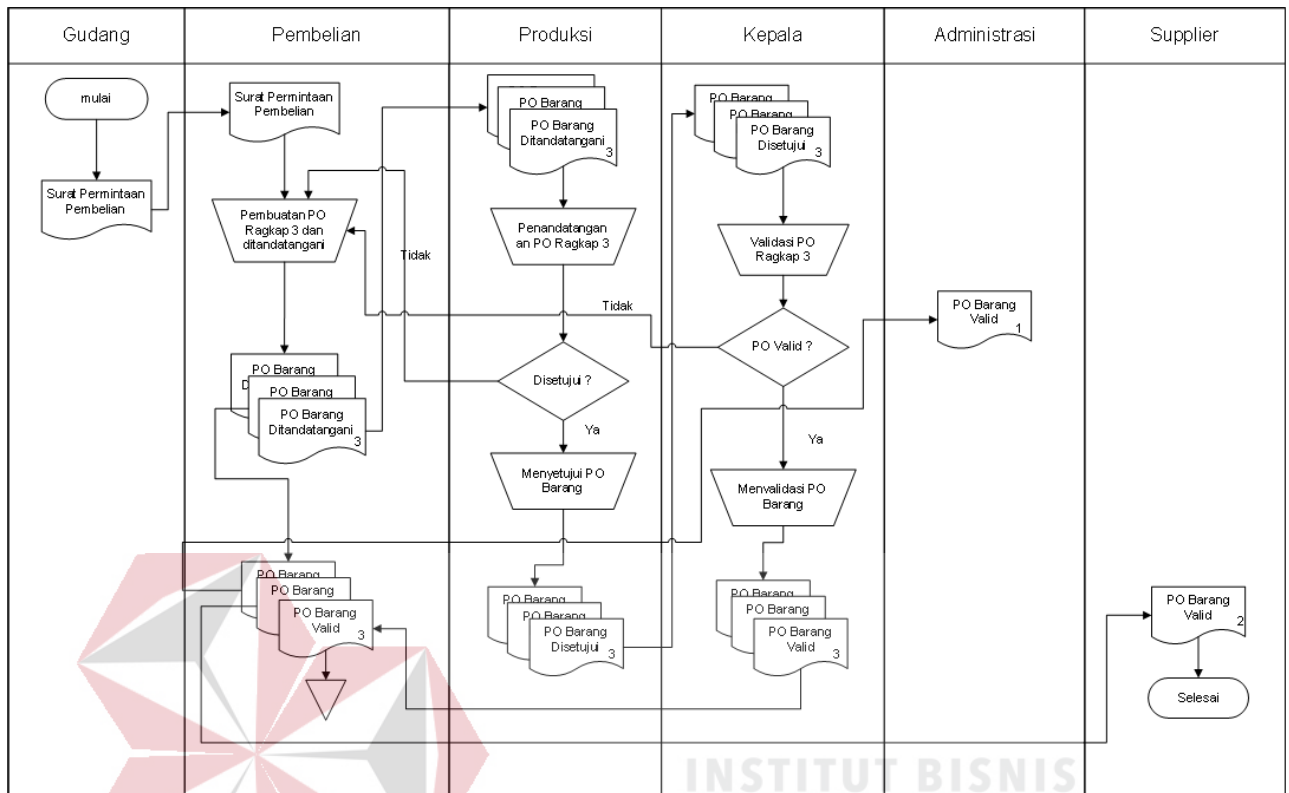 Gudang
Pembelian
Produksi
Kepala
Administrasi
Supplier
mulai
Surat Permintaan
Pembelian
Surat Permintaan
Pembelian
Pembuatan PO
Ragkap 3 dan
ditandatangani
Tidak
PO Barang
D
PO Barang
PO Barang
Ditandatangani
3
PO Barang
PO Barang
PO Barang
Valid
3
PO Barang
PO Barang
Ditandatangani
3
Penandatangan
an PO Ragkap 3
Tidak
Disetujui ?
Ya
Menyetujui PO
Barang
PO Barang
PO Barang
PO Barang
Disetujui
3
PO Barang
PO Barang
PO Barang
Disetujui
3
Validasi PO
Ragkap 3
PO Valid ?
Ya
Menvalidasi PO
Barang
PO Barang
PO Barang
PO Barang
Valid
3
PO Barang
Valid
1
PO Barang
Valid
2
Selesai
INSTITUT BISNIS